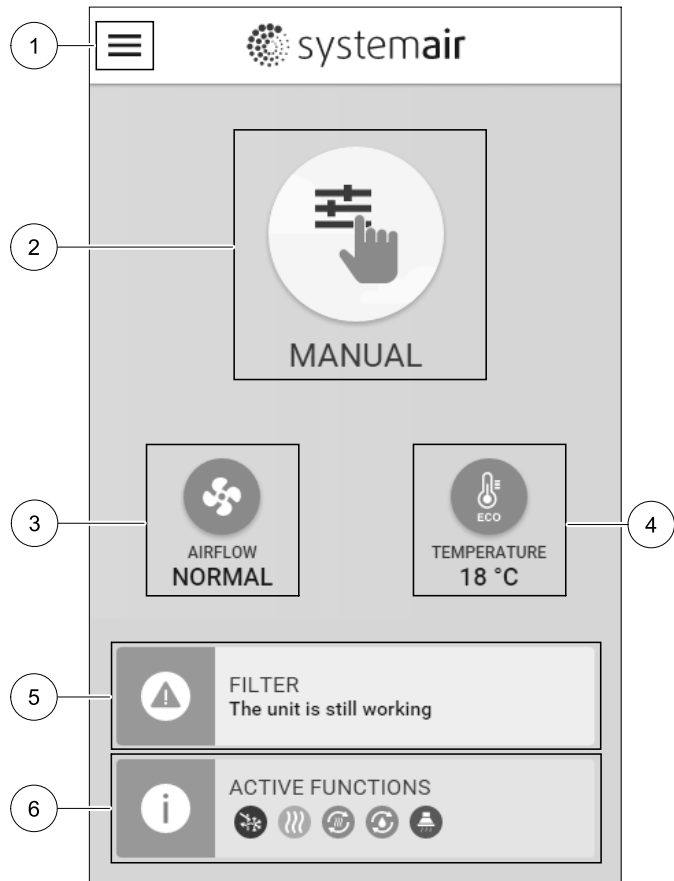 1
systemair
2
MANUAL
3
4
ECO
AIRFLOW
NORMAL
TEMPERATURE
18 °C
5
FILTER
The unit is still working
6
ACTIVE FUNCTIONS